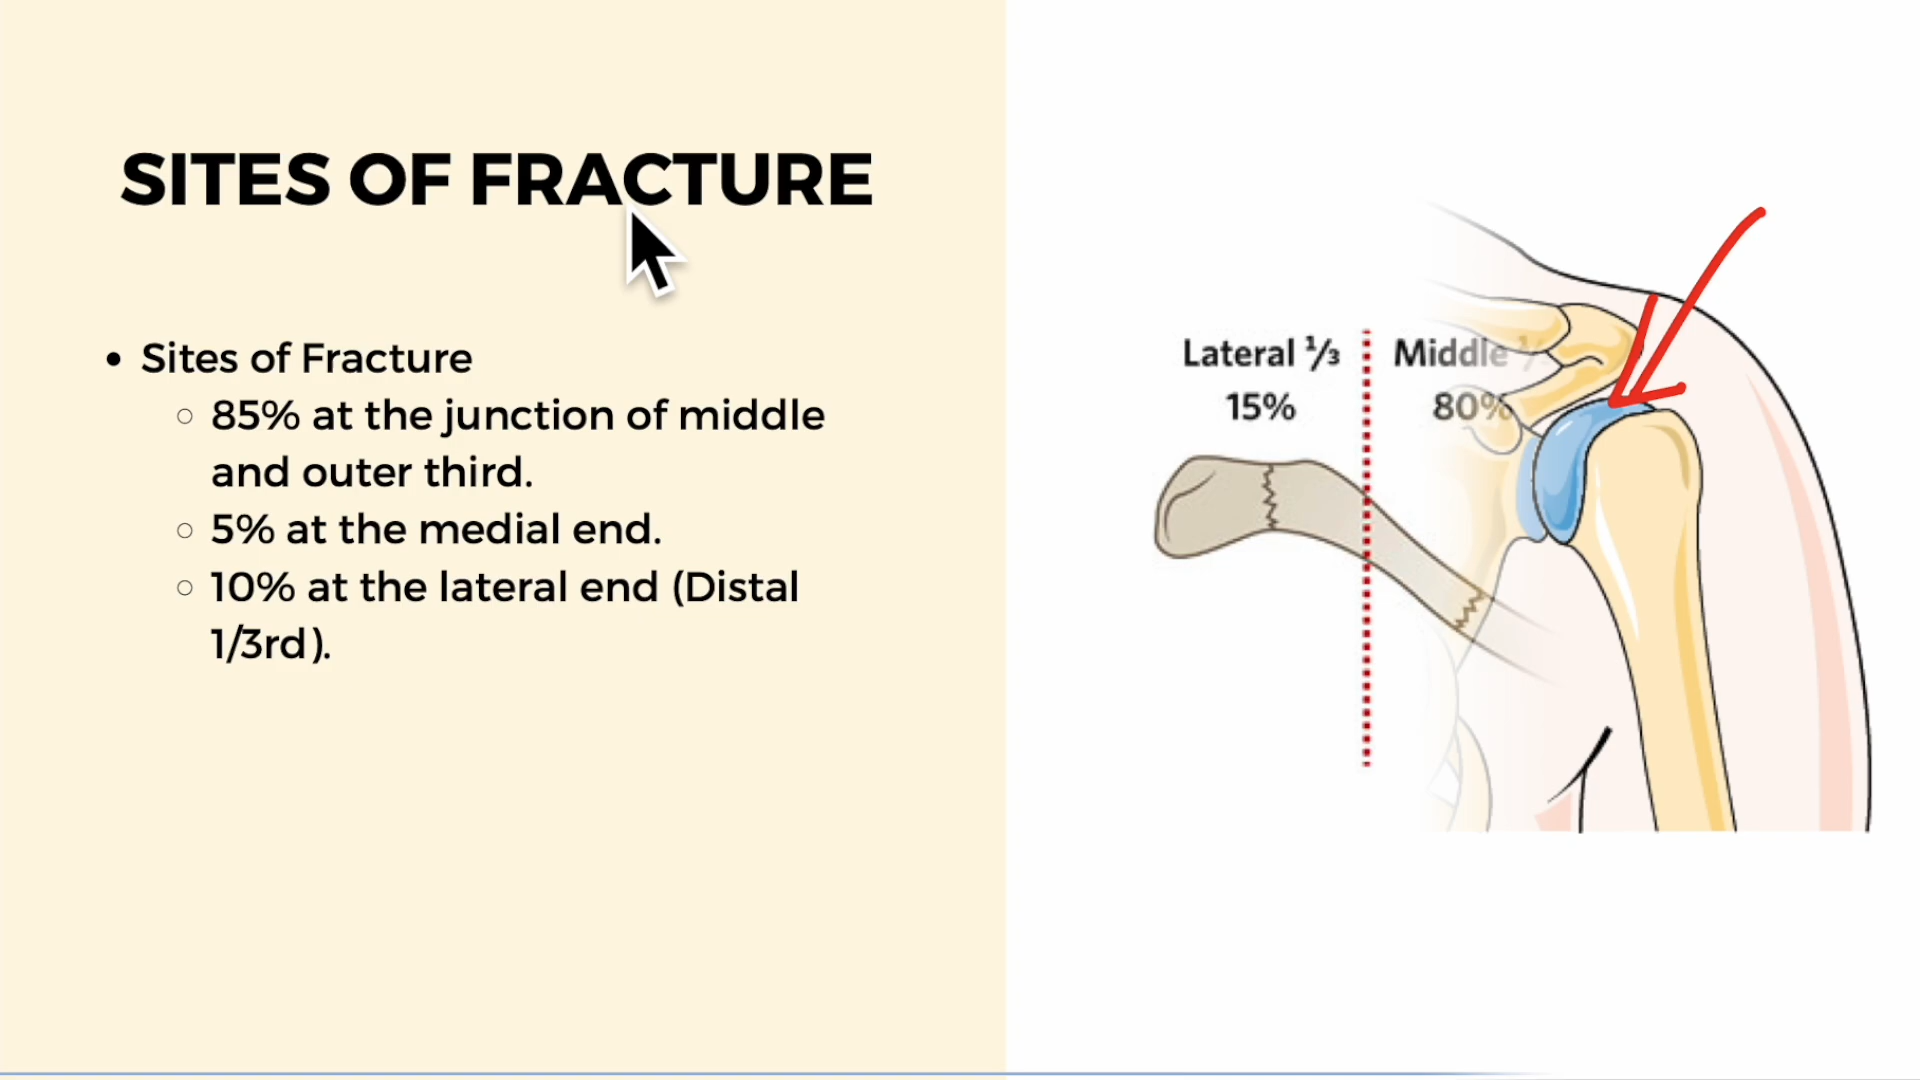 SITES OF FRACTURE
• Sites of Fracture
○ 85% at the junction of middle
and outer third.
○ 5% at the medial end.
○ 10% at the lateral end (Distal
1/3rd).
Lateral ⅓
15%
Middle
80%